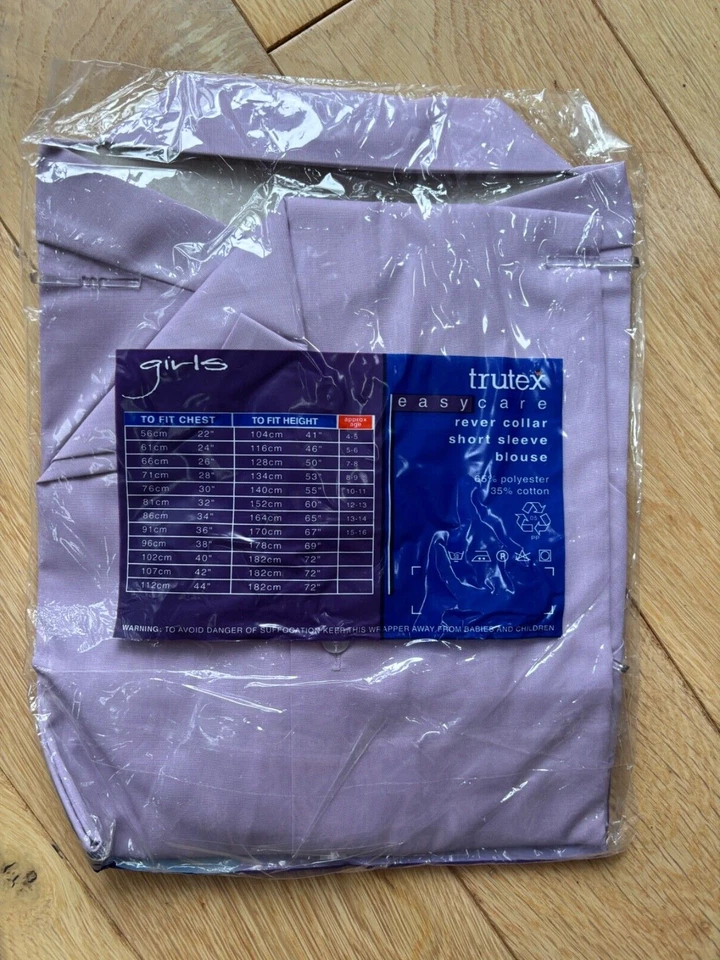 girls
TO FIT CHEST TO FIT HEIGHT approx age
56cm 22" 104cm 41" 4-5
61cm 24" 116cm 46" 5-6
66cm 26" 128cm 50" 7-8
71cm 28" 134cm 53" 8-9
76cm 30" 140cm 55" 10-11
81cm 32" 152cm 60" 12-13
86cm 34" 164cm 65" 13-14
91cm 36" 170cm 67" 15-16
96cm 38" 178cm 69"
102cm 40" 182cm 72"
107cm 42" 182cm 72"
112cm 44" 182cm 72"
trutex
easycare
rever collar
short sleeve
blouse
65% polyester
35% cotton
05
PP
R
WARNING: TO AVOID DANGER OF SUFFOCATION KEEP THIS WRAPPER AWAY FROM BABIES AND CHILDREN